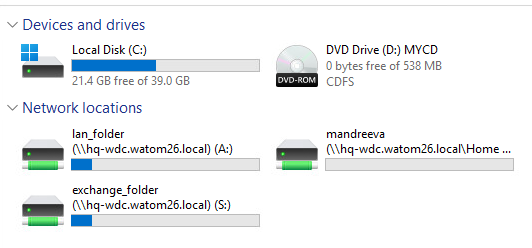 Devices and drives
Local Disk (C:)
21.4 GB free of 39.0 GB
DVD Drive (D:) MYCD
0 bytes free of 538 MB
CDFS
DVD-ROM
Network locations
lan_folder
(\\hq-wdc.watom26.local) (A:)
mandreeva
(\\hq-wdc.watom26.local\Home ...
exchange_folder
(\\hq-wdc.watom26.local) (S:)